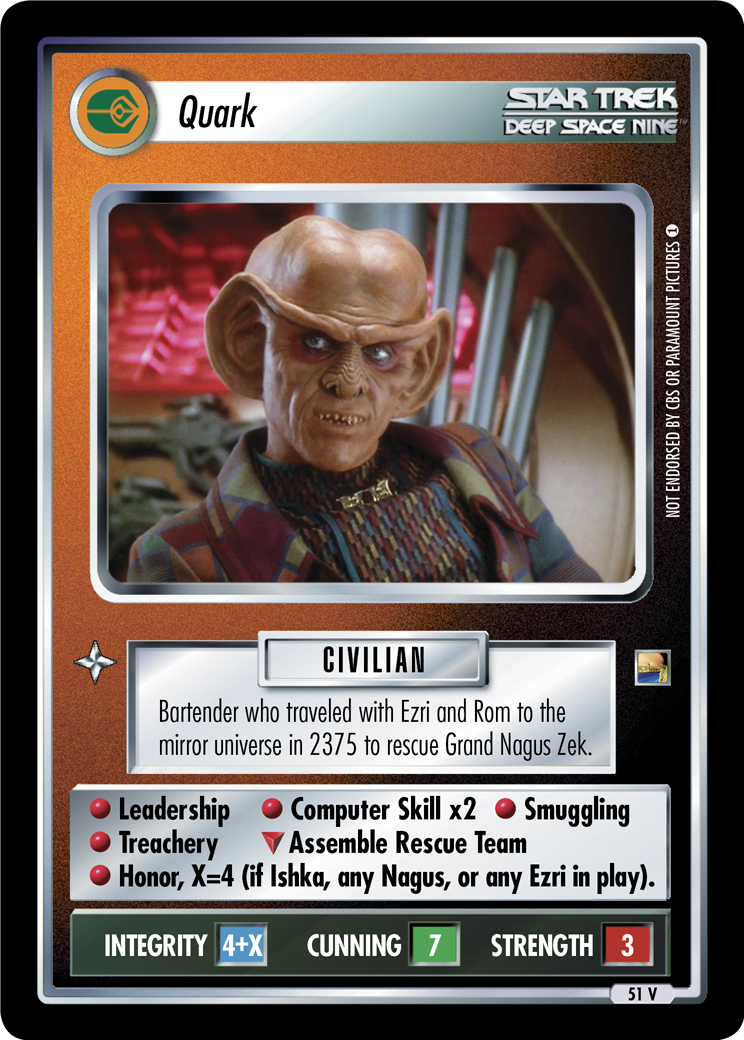 Quark
STAR TREK
DEEP SPACE NINE™
NOT ENDORSED BY CBS OR PARAMOUNT PICTURES 1
CIVILIAN
Bartender who traveled with Ezri and Rom to the
mirror universe in 2375 to rescue Grand Nagus Zek.
Leadership Computer Skill x2 Smuggling
Treachery Assemble Rescue Team
Honor, X=4 (if Ishka, any Nagus, or any Ezri in play).
INTEGRITY 4+X CUNNING 7 STRENGTH 3
51 V